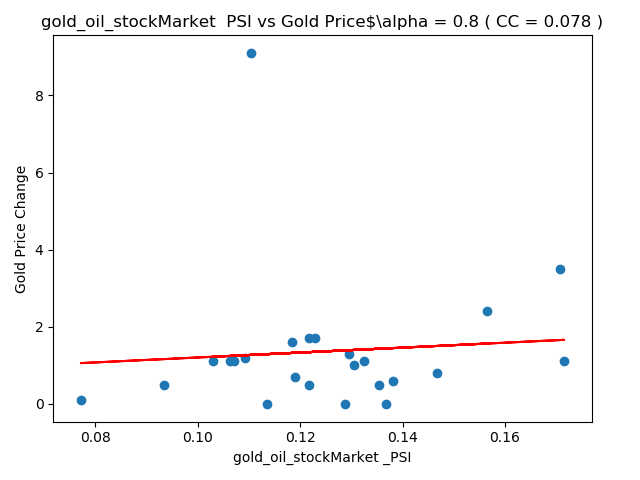 gold_oil_stockMarket  PSI vs Gold Price$\alpha = 0.8 ( CC = 0.078 )
8
6
4
2
0
Gold Price Change
0.08 0.10 0.12 0.14 0.16
gold_oil_stockMarket _PSI